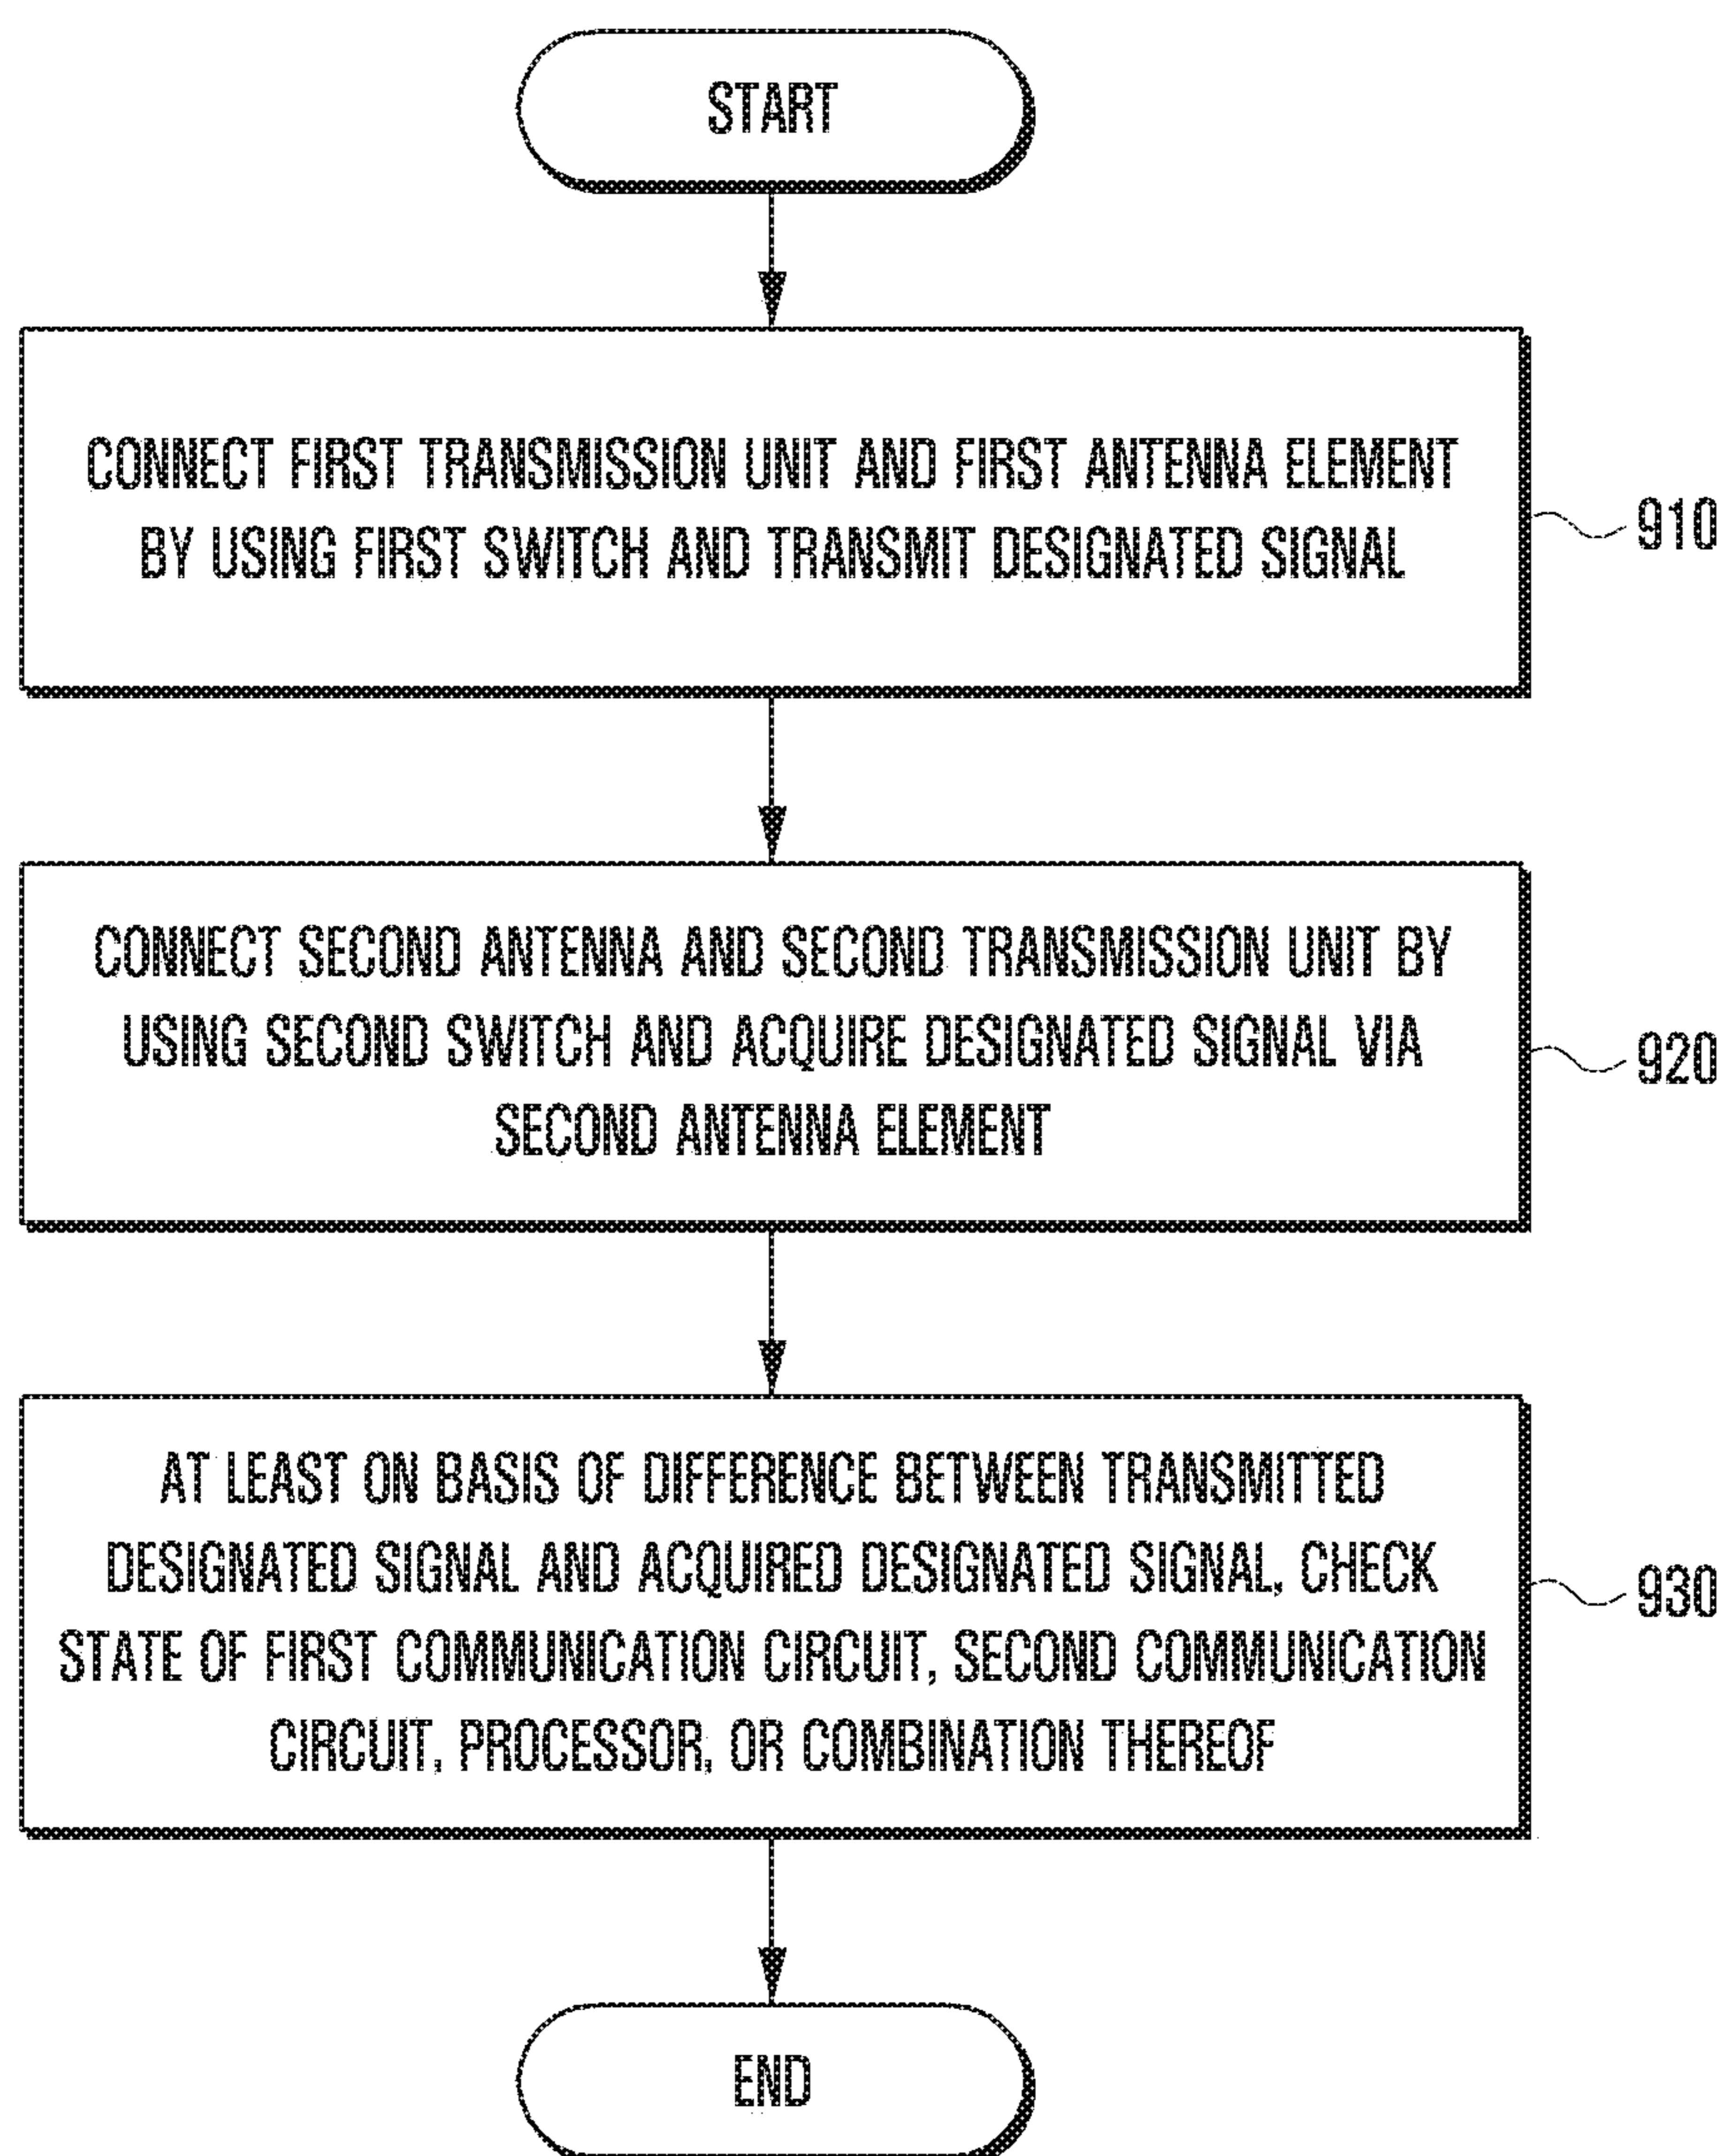 START
CONNECT FIRST TRANSMISSION UNIT AND FIRST ANTENNA ELEMENT
BY USING FIRST SWITCH AND TRANSMIT DESIGNATED SIGNAL
910
CONNECT SECOND ANTENNA AND SECOND TRANSMISSION UNIT BY
USING SECOND SWITCH AND ACQUIRE DESIGNATED SIGNAL VIA
SECOND ANTENNA ELEMENT
920
AT LEAST ON BASIS OF DIFFERENCE BETWEEN TRANSMITTED
DESIGNATED SIGNAL AND ACQUIRED DESIGNATED SIGNAL, CHECK
STATE OF FIRST COMMUNICATION CIRCUIT, SECOND COMMUNICATION
CIRCUIT, PROCESSOR, OR COMBINATION THEREOF
930
END